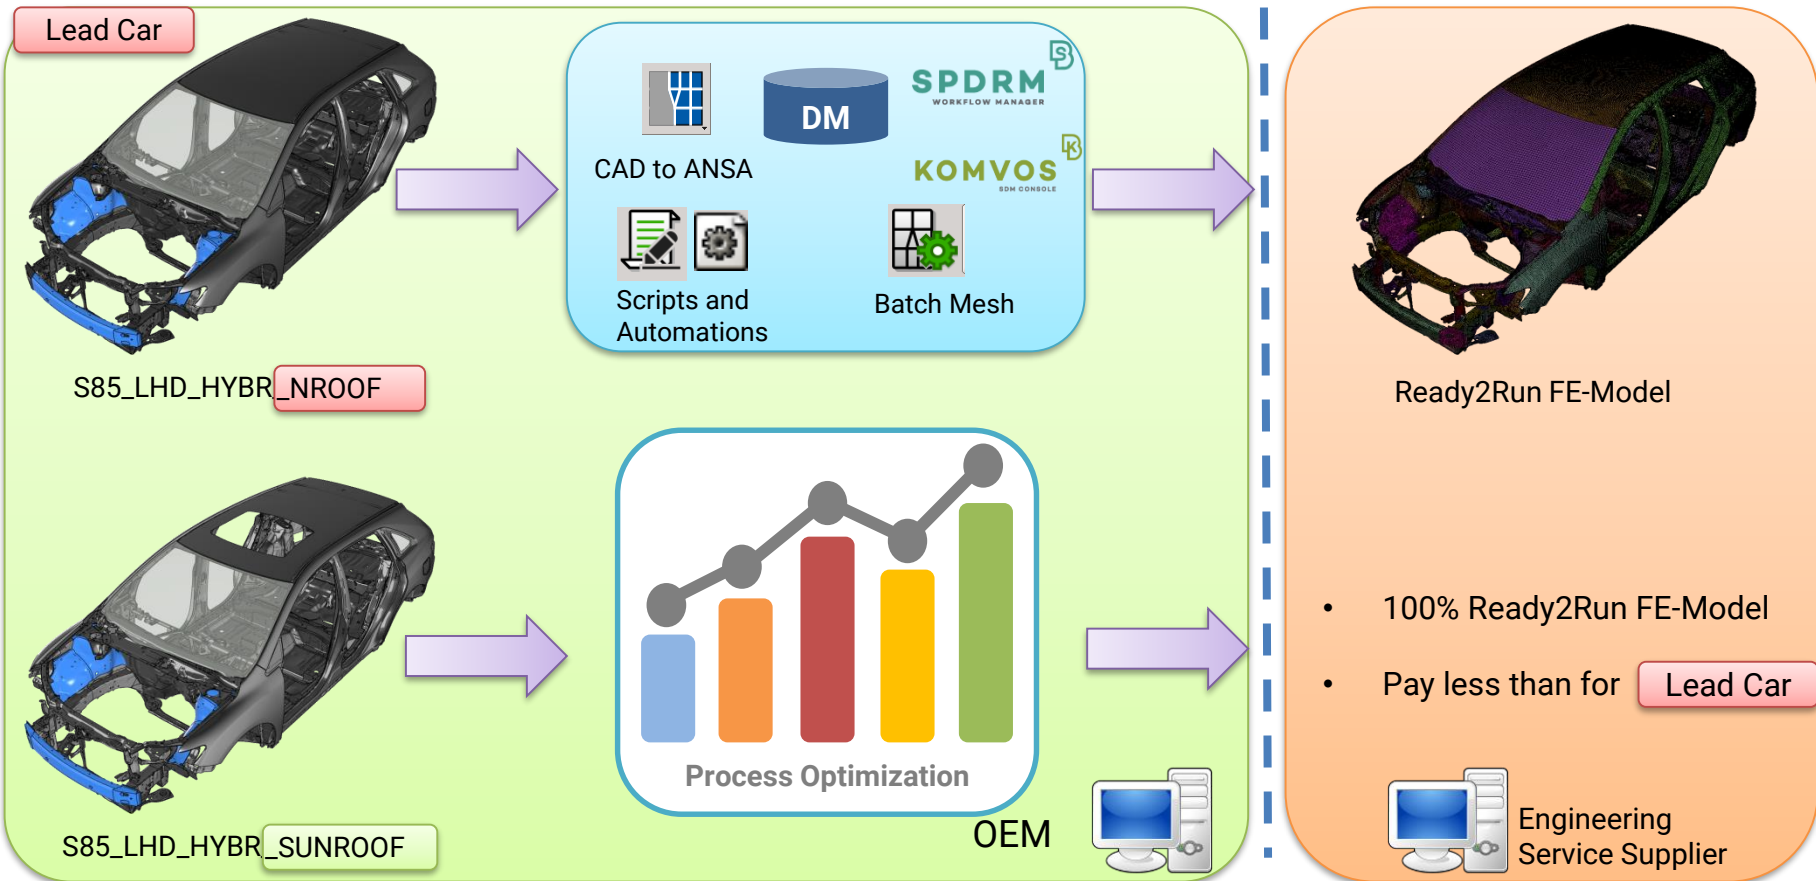 Lead Car
CAD to ANSA
DM
SPDRM
WORKFLOW MANAGER
KOMVOS
SDM CONSOLE
Scripts and
Automations
Batch Mesh
S85_LHD_HYBR_NROOF
Ready2Run FE-Model
Process Optimization
S85_LHD_HYBR_SUNROOF
OEM
• 100% Ready2Run FE-Model
• Pay less than for Lead Car
Engineering
Service Supplier